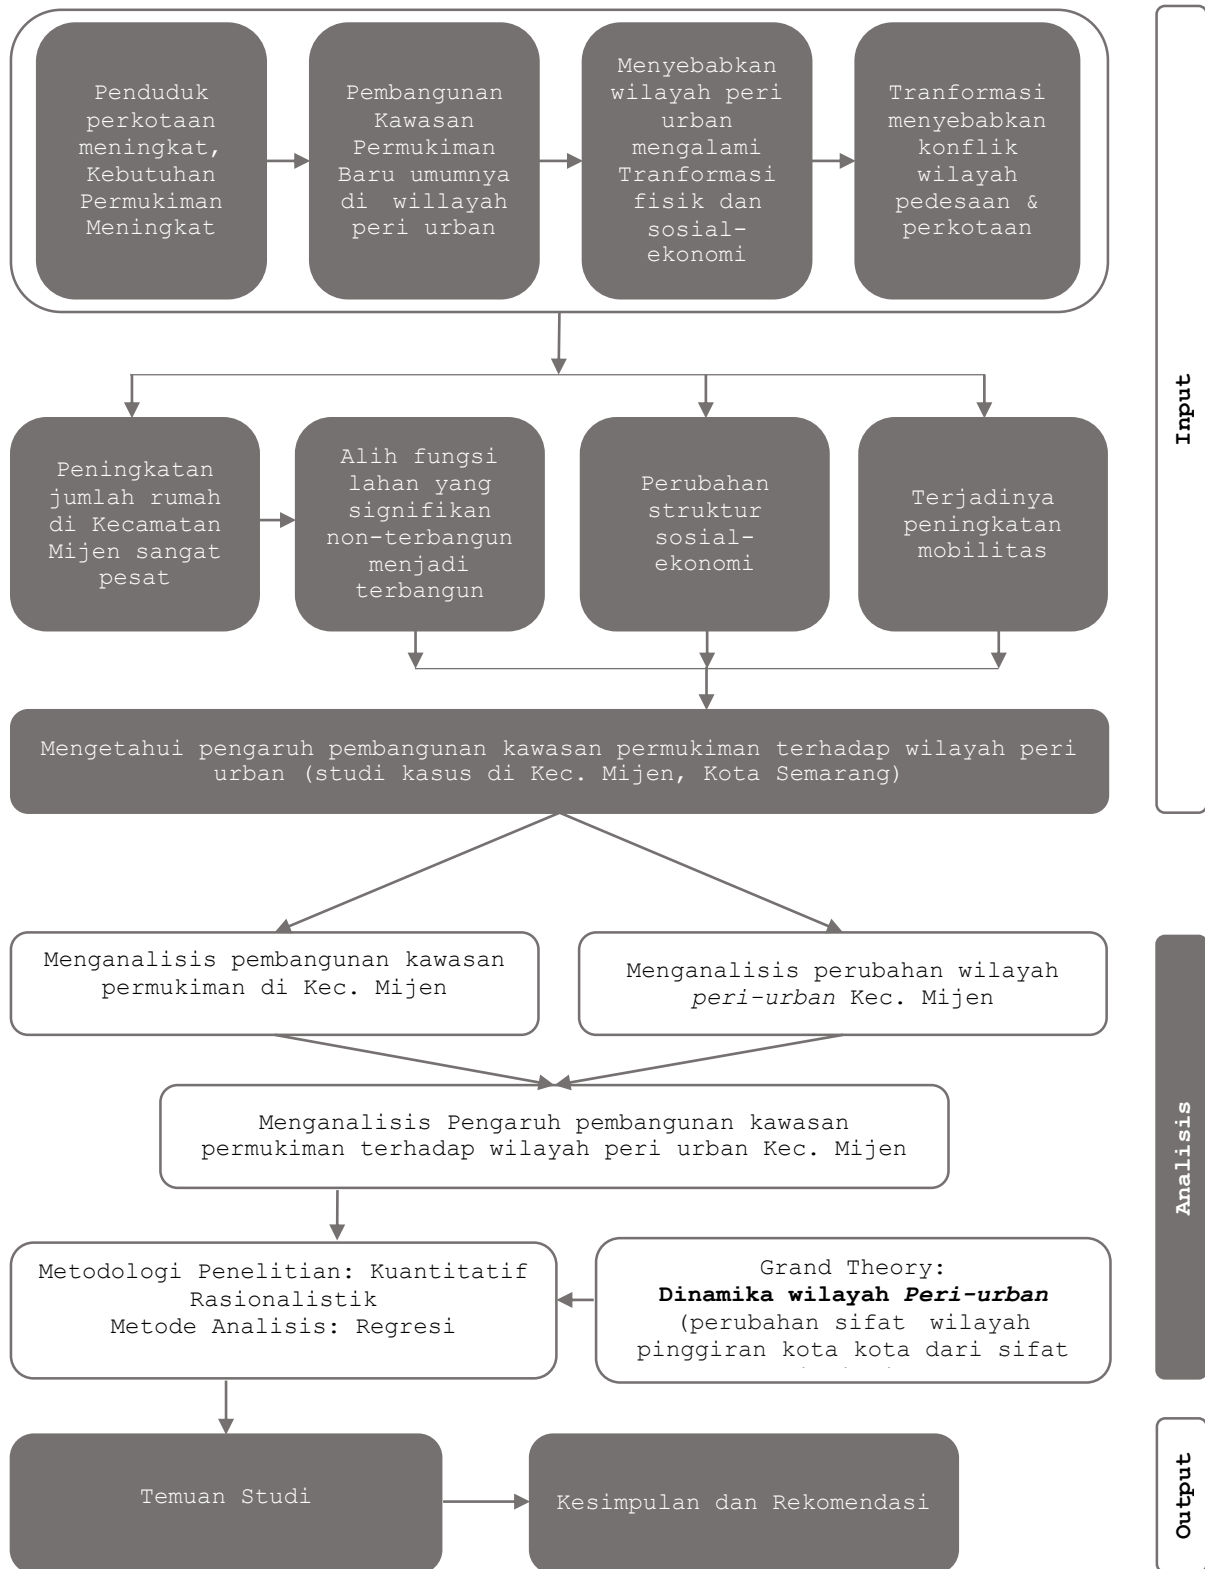 Penduduk
perkotaan
meningkat,
Kebutuhan
Permukiman
Meningkat
Pembangunan
Kawasan
Permukiman
Baru umumnya
di willayah
peri urban
Menyebabkan
wilayah peri
urban
mengalami
Tranformasi
fisik dan
sosial-
ekonomi
Tranformasi
menyebabkan
konflik
wilayah
pedesaan &
perkotaan
Input
Peningkatan
jumlah rumah
di Kecamatan
Mijen sangat
pesat
Alih fungsi
lahan yang
signifikan
non-terbangun
menjadi
terbangun
Perubahan
struktur
sosial-
ekonomi
Terjadinya
peningkatan
mobilitas
Mengetahui pengaruh pembangunan kawasan permukiman terhadap wilayah peri
urban (studi kasus di Kec. Mijen, Kota Semarang)
Menganalisis pembangunan kawasan
permukiman di Kec. Mijen
Menganalisis perubahan wilayah
peri-urban Kec. Mijen
Analisis
Menganalisis Pengaruh pembangunan kawasan
permukiman terhadap wilayah peri urban Kec. Mijen
Metodologi Penelitian: Kuantitatif
Rasionalistik
Metode Analisis: Regresi
Grand Theory:
Dinamika wilayah Peri-urban
(perubahan sifat wilayah
pinggiran kota kota dari sifat
Temuan Studi
Kesimpulan dan Rekomendasi
Output